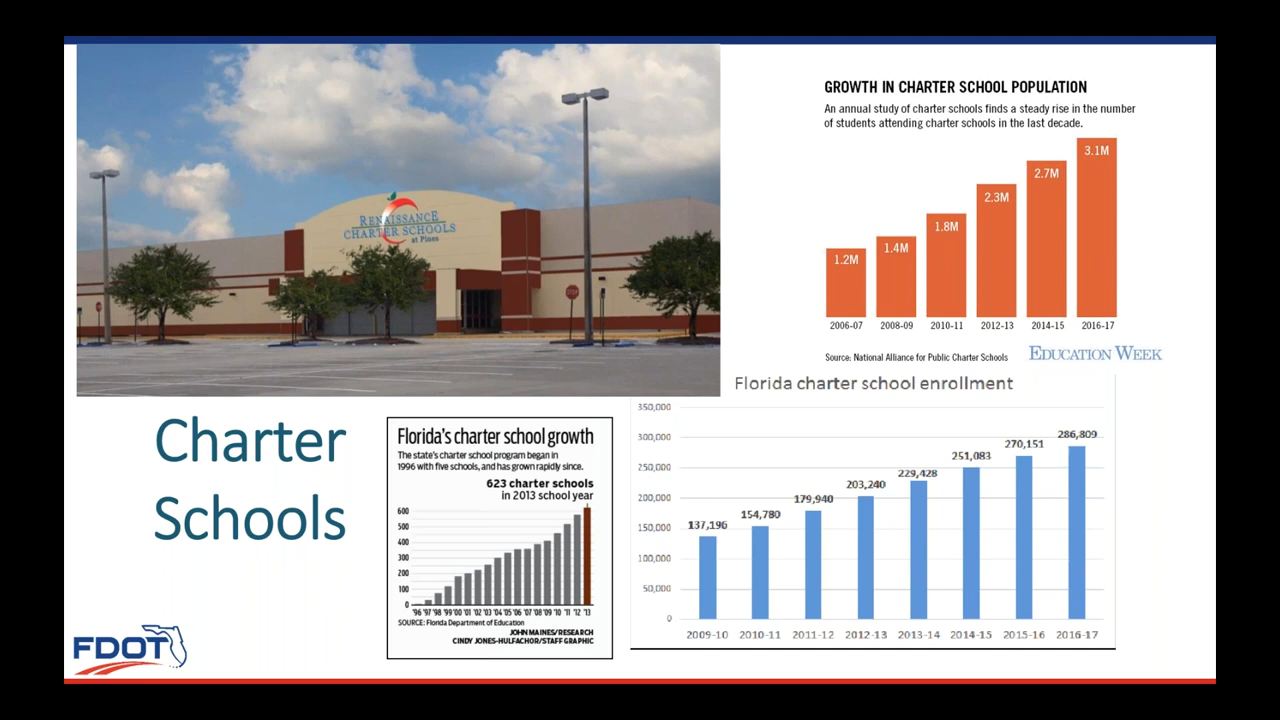 RENAISSANCE
CHARTER SCHOOLS
at Pines
STOP
GROWTH IN CHARTER SCHOOL POPULATION
An annual study of charter schools finds a steady rise in the number
of students attending charter schools in the last decade.
1.2M 1.4M 1.8M 2.3M 2.7M 3.1M
2006-07 2008-09 2010-11 2012-13 2014-15 2016-17
Source: National Alliance for Public Charter Schools
EDUCATION WEEK
Charter
Schools
Florida's charter school growth
The state's charter school program began in
1996 with five schools, and has grown rapidly since.
623 charter schools
in 2013 school year
600
500
400
300
200
100
0
'96 '97 '98 '99 '00 '01 '02 '03 '04 '05 '06 '07 '08 '09 '10 '11 '12 '13
SOURCE: Florida Department of Education
JOHN MAINES/RESEARCH
CINDY JONES-HULFACHOR/STAFF GRAPHIC
Florida charter school enrollment
350,000
300,000
250,000
200,000
150,000
100,000
50,000
0
137,196 154,780 179,940 203,240 229,428 251,083 270,151 286,809
2009-10 2010-11 2011-12 2012-13 2013-14 2014-15 2015-16 2016-17
FDOT